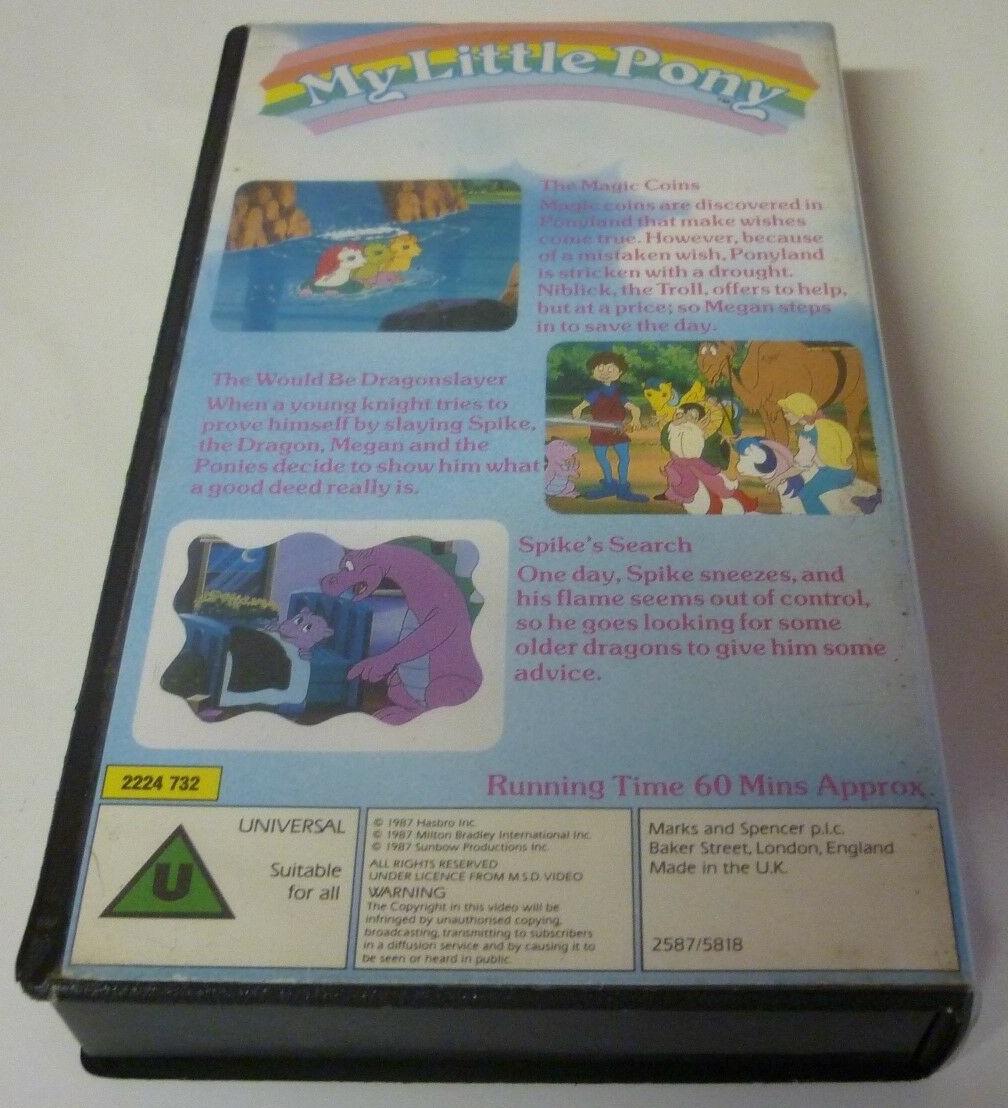 My Little Pony
TM
The Magic Coins
Magic coins are discovered in
Ponyland that make wishes
come true. However, because
of a mistaken wish, Ponyland
is stricken with a drought.
Niblick, the Troll, offers to help,
but at a price; so Megan steps
in to save the day.
The Would Be Dragonslayer
When a young knight tries to
prove himself by slaying Spike,
the Dragon, Megan and the
Ponies decide to show him what
a good deed really is.
Spike's Search
One day, Spike sneezes, and
his flame seems out of control,
so he goes looking for some
older dragons to give him some
advice.
2224 732
Running Time 60 Mins Approx.
UNIVERSAL
U
Suitable
for all
© 1987 Hasbro Inc.
© 1987 Milton Bradley International Inc.
© 1987 Sunbow Productions Inc.
ALL RIGHTS RESERVED
UNDER LICENCE FROM M.S.D. VIDEO
WARNING
The Copyright in this video will be
infringed by unauthorised copying,
broadcasting, transmitting to subscribers
in a diffusion service and by causing it to
be seen or heard in public.
Marks and Spencer p.l.c.
Baker Street, London, England
Made in the U.K.
2587/5818